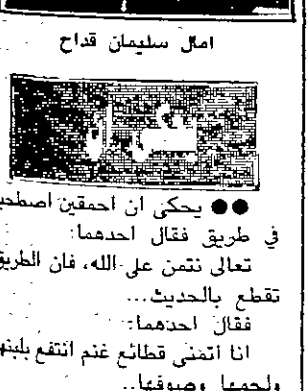 امال سليمان قداح
●● يحكى ان احمقين اصطحبا
في طريق فقال احدهما:
تعالى نتمن على الله، فان الطريق
تقطع بالحديث...
فقال احدهما:
انا اتمنى قطائع غنم انتفع بلبنها
ولحمها وصوفها..